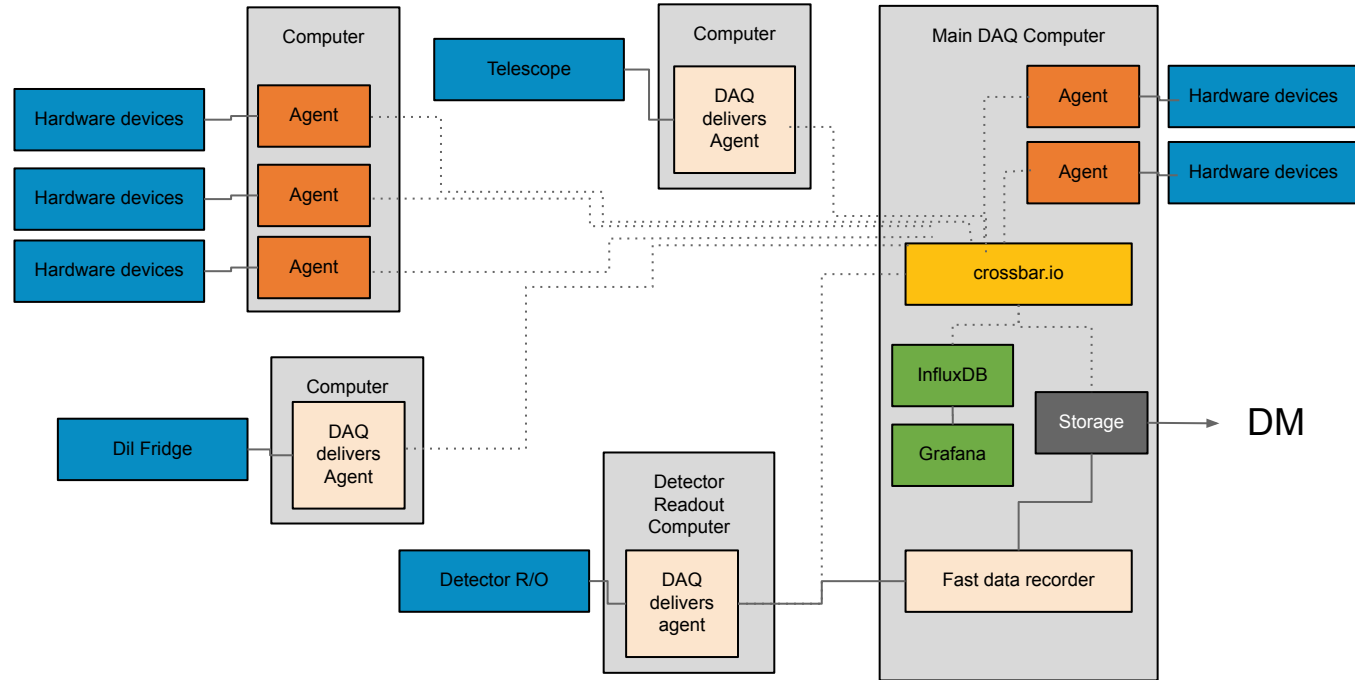 Computer
Hardware devices
Agent
Hardware devices
Agent
Hardware devices
Agent
Telescope
Computer
DAQ
delivers
Agent
Main DAQ Computer
Agent
Hardware devices
Agent
Hardware devices
crossbar.io
InfluxDB
Grafana
Storage
DM
Fast data recorder
Computer
Dil Fridge
DAQ
delivers
Agent
Detector
Readout
Computer
Detector R/O
DAQ
delivers
agent